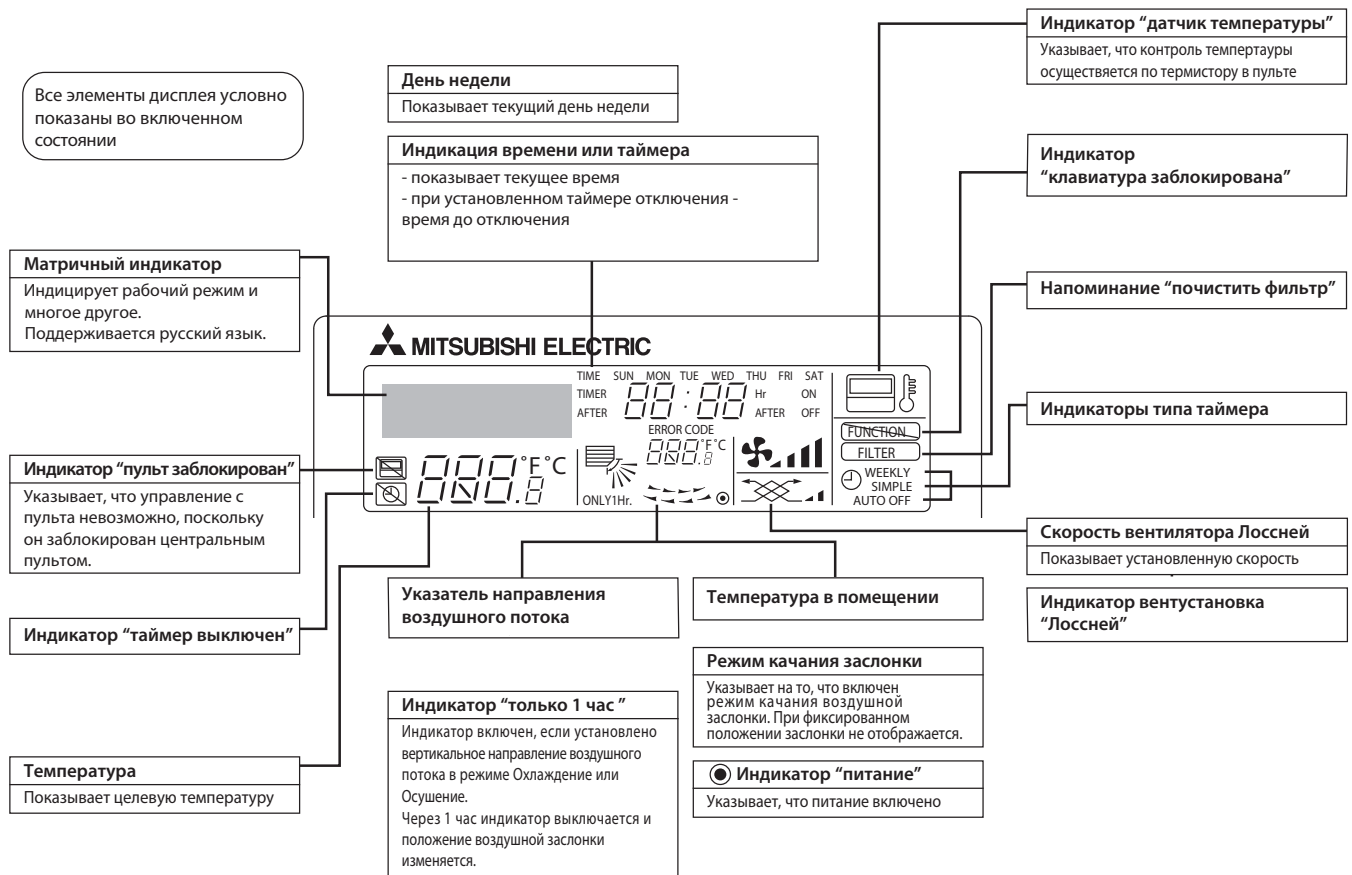 Все элементы дисплея условно
показаны во включенном
состоянии
День недели
Показывает текущий день недели
Индикация времени или таймера
- показывает текущее время
- при установленном таймере отключения -
время до отключения
Индикатор “датчик температуры”
Указывает, что контроль темпертауры
осуществяется по термистору в пульте
Индикатор
“клавиатура заблокирована”
Напоминание “почистить фильтр”
Индикаторы типа таймера
Скорость вентилятора Лоссней
Показывает установленную скорость
Индикатор вентустановка
“Лоссней”
Матричный индикатор
Индицирует рабочий режим и
многое другое.
Поддерживается русский язык.
Индикатор “пульт заблокирован”
Указывает, что управление с
пульта невозможно, поскольку
он заблокирован центральным
пультом.
Индикатор “таймер выключен”
Температура
Показывает целевую температуру
MITSUBISHI ELECTRIC
TIME SUN MON TUE WED THU FRI SAT
TIMER 88:88 Hr ON
AFTER AFTER OFF
ERROR CODE
888.8 °F°C
888.8 °F°C
ONLY1Hr.
FUNCTION
FILTER
WEEKLY
SIMPLE
AUTO OFF
Указатель направления
воздушного потока
Температура в помещении
Индикатор “только 1 час ”
Индикатор включен, если установлено
вертикальное направление воздушного
потока в режиме Охлаждение или
Осушение.
Через 1 час индикатор выключается и
положение воздушной заслонки
изменяется.
Режим качания заслонки
Указывает на то, что включен
режим качания воздушной
заслонки. При фиксированном
положении заслонки не отображается.
Индикатор “питание”
Указывает, что питание включено